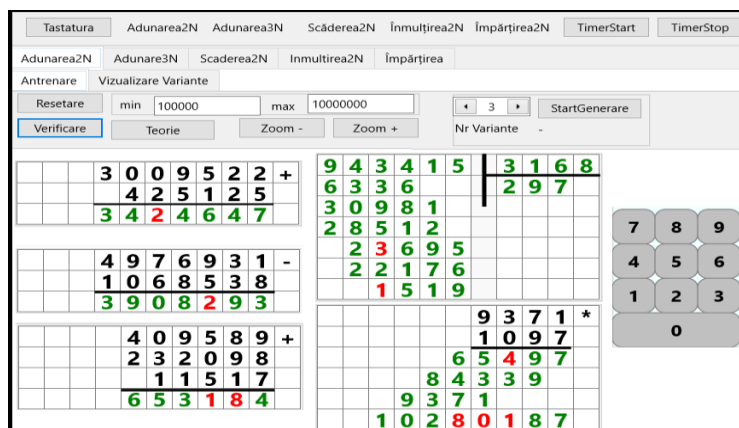 Tastatura Adunarea2N Adunarea3N Scăderea2N Înmulțirea2N Împărțirea2N TimerStart TimerStop
Adunarea2N Adunare3N Scaderea2N Inmultirea2N Împărțirea
Antrenare Vizualizare Variante
Resetare min 100000 max 10000000 3 StartGenerare
Verificare Teorie Zoom - Zoom + Nr Variante -
3 0 0 9 5 2 2 +
4 2 5 1 2 5
3 4 2 4 6 4 7
4 9 7 6 9 3 1 -
1 0 6 8 5 3 8
3 9 0 8 2 9 3
4 0 9 5 8 9 +
2 3 2 0 9 8
1 1 5 1 7
6 5 3 1 8 4
9 4 3 4 1 5 3 1 6 8
6 3 3 6 2 9 7
3 0 9 8 1
2 8 5 1 2
2 3 6 9 5
2 2 1 7 6
1 5 1 9
9 3 7 1 *
1 0 9 7
6 5 4 9 7
8 4 3 3 9
9 3 7 1
1 0 2 8 0 1 8 7
7 8 9
4 5 6
1 2 3
0